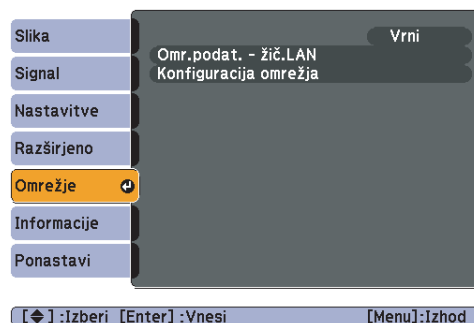 Slika
Signal
Nastavitve
Razširjeno
Omrežje
Informacije
Ponastavi
Vrni
Omr.podat. - žič.LAN
Konfiguracija omrežja
[◆]:Izberi [Enter]:Vnesi [Menu]:Izhod